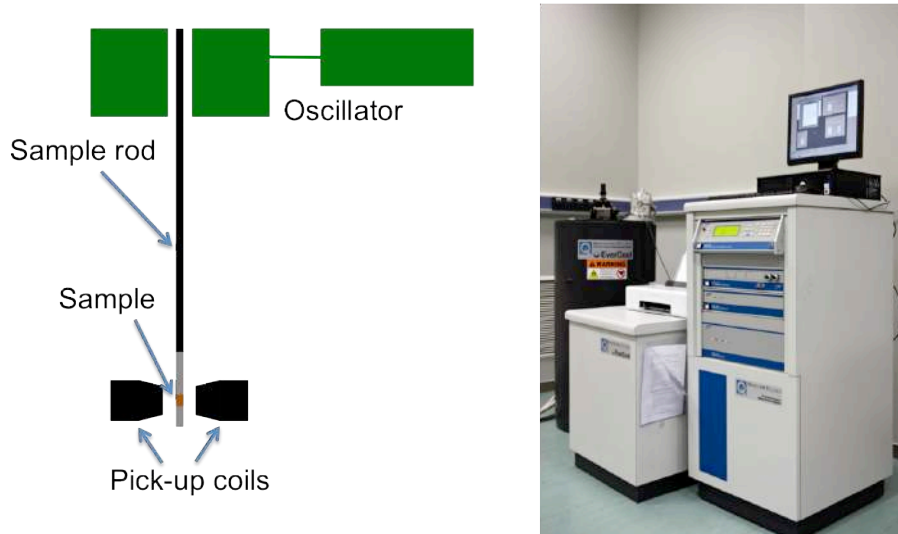 Oscillator
Sample rod
Sample
Pick-up coils
EverCool
WARNING